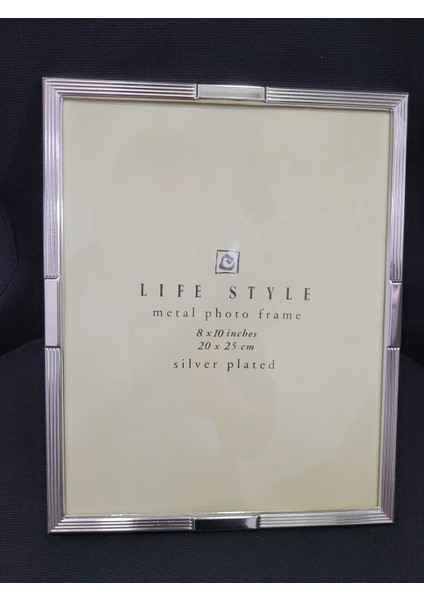 LIFE STYLE
metal photo frame
8 x 10 inches
20 x 25 cm
silver plated